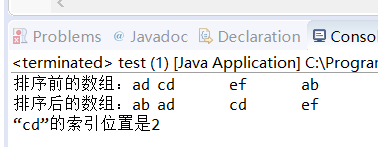 Problems @ Javadoc Declaration Conso
<terminated> test (1) [Java Application] C:\Progran
排序前的数组：ad cd ef ab
排序后的数组：ab ad cd ef
“cd”的索引位置是2